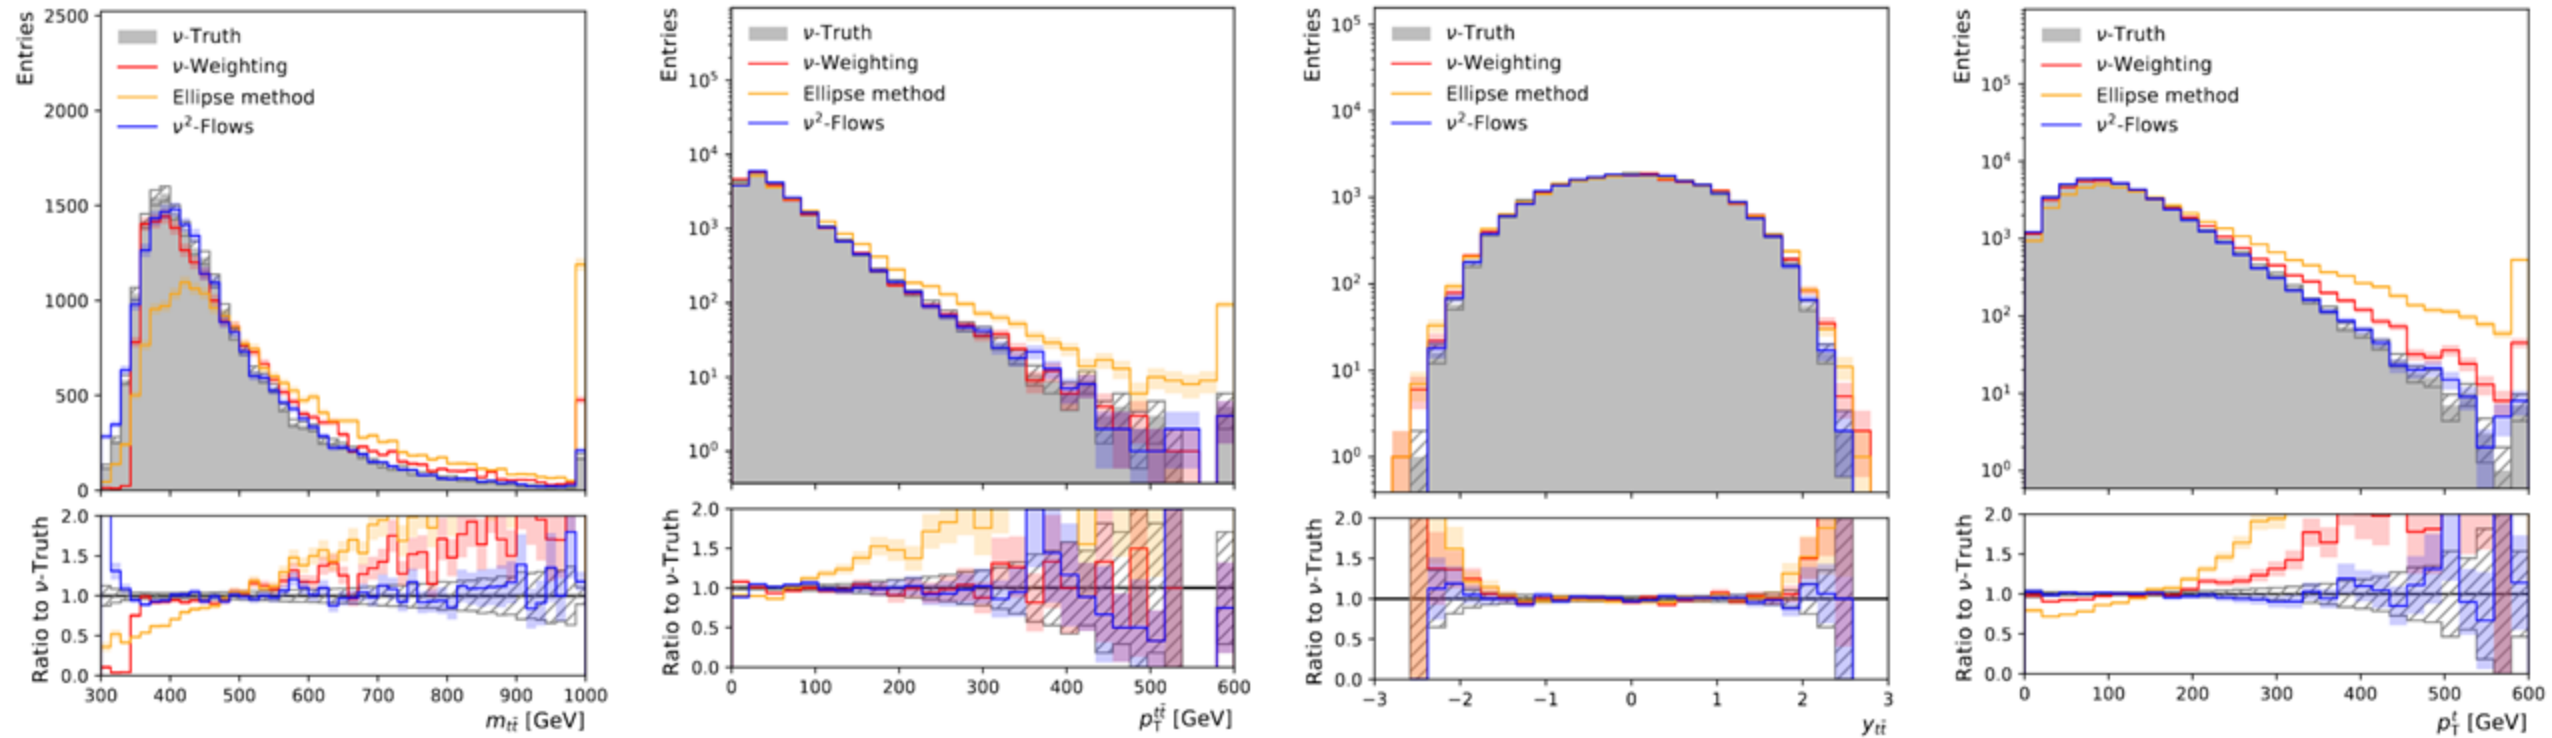 Entries
2500
2000
1500
1000
500
0
ν-Truth
ν-Weighting
Ellipse method
ν²-Flows
Ratio to ν-Truth
2.0
1.5
1.0
0.5
0.0
300 400 500 600 700 800 900 1000
m_{tt̄} [GeV]
Entries
10⁵
10⁴
10³
10²
10¹
10⁰
ν-Truth
ν-Weighting
Ellipse method
ν²-Flows
Ratio to ν-Truth
2.0
1.5
1.0
0.5
0.0
0 100 200 300 400 500 600
p_T^{tt̄} [GeV]
Entries
10⁵
10⁴
10³
10²
10¹
10⁰
ν-Truth
ν-Weighting
Ellipse method
ν²-Flows
Ratio to ν-Truth
2.0
1.5
1.0
0.5
0.0
−3 −2 −1 0 1 2 3
y_{tt̄}
Entries
10⁵
10⁴
10³
10²
10¹
10⁰
ν-Truth
ν-Weighting
Ellipse method
ν²-Flows
Ratio to ν-Truth
2.0
1.5
1.0
0.5
0.0
0 100 200 300 400 500 600
p_T^t [GeV]